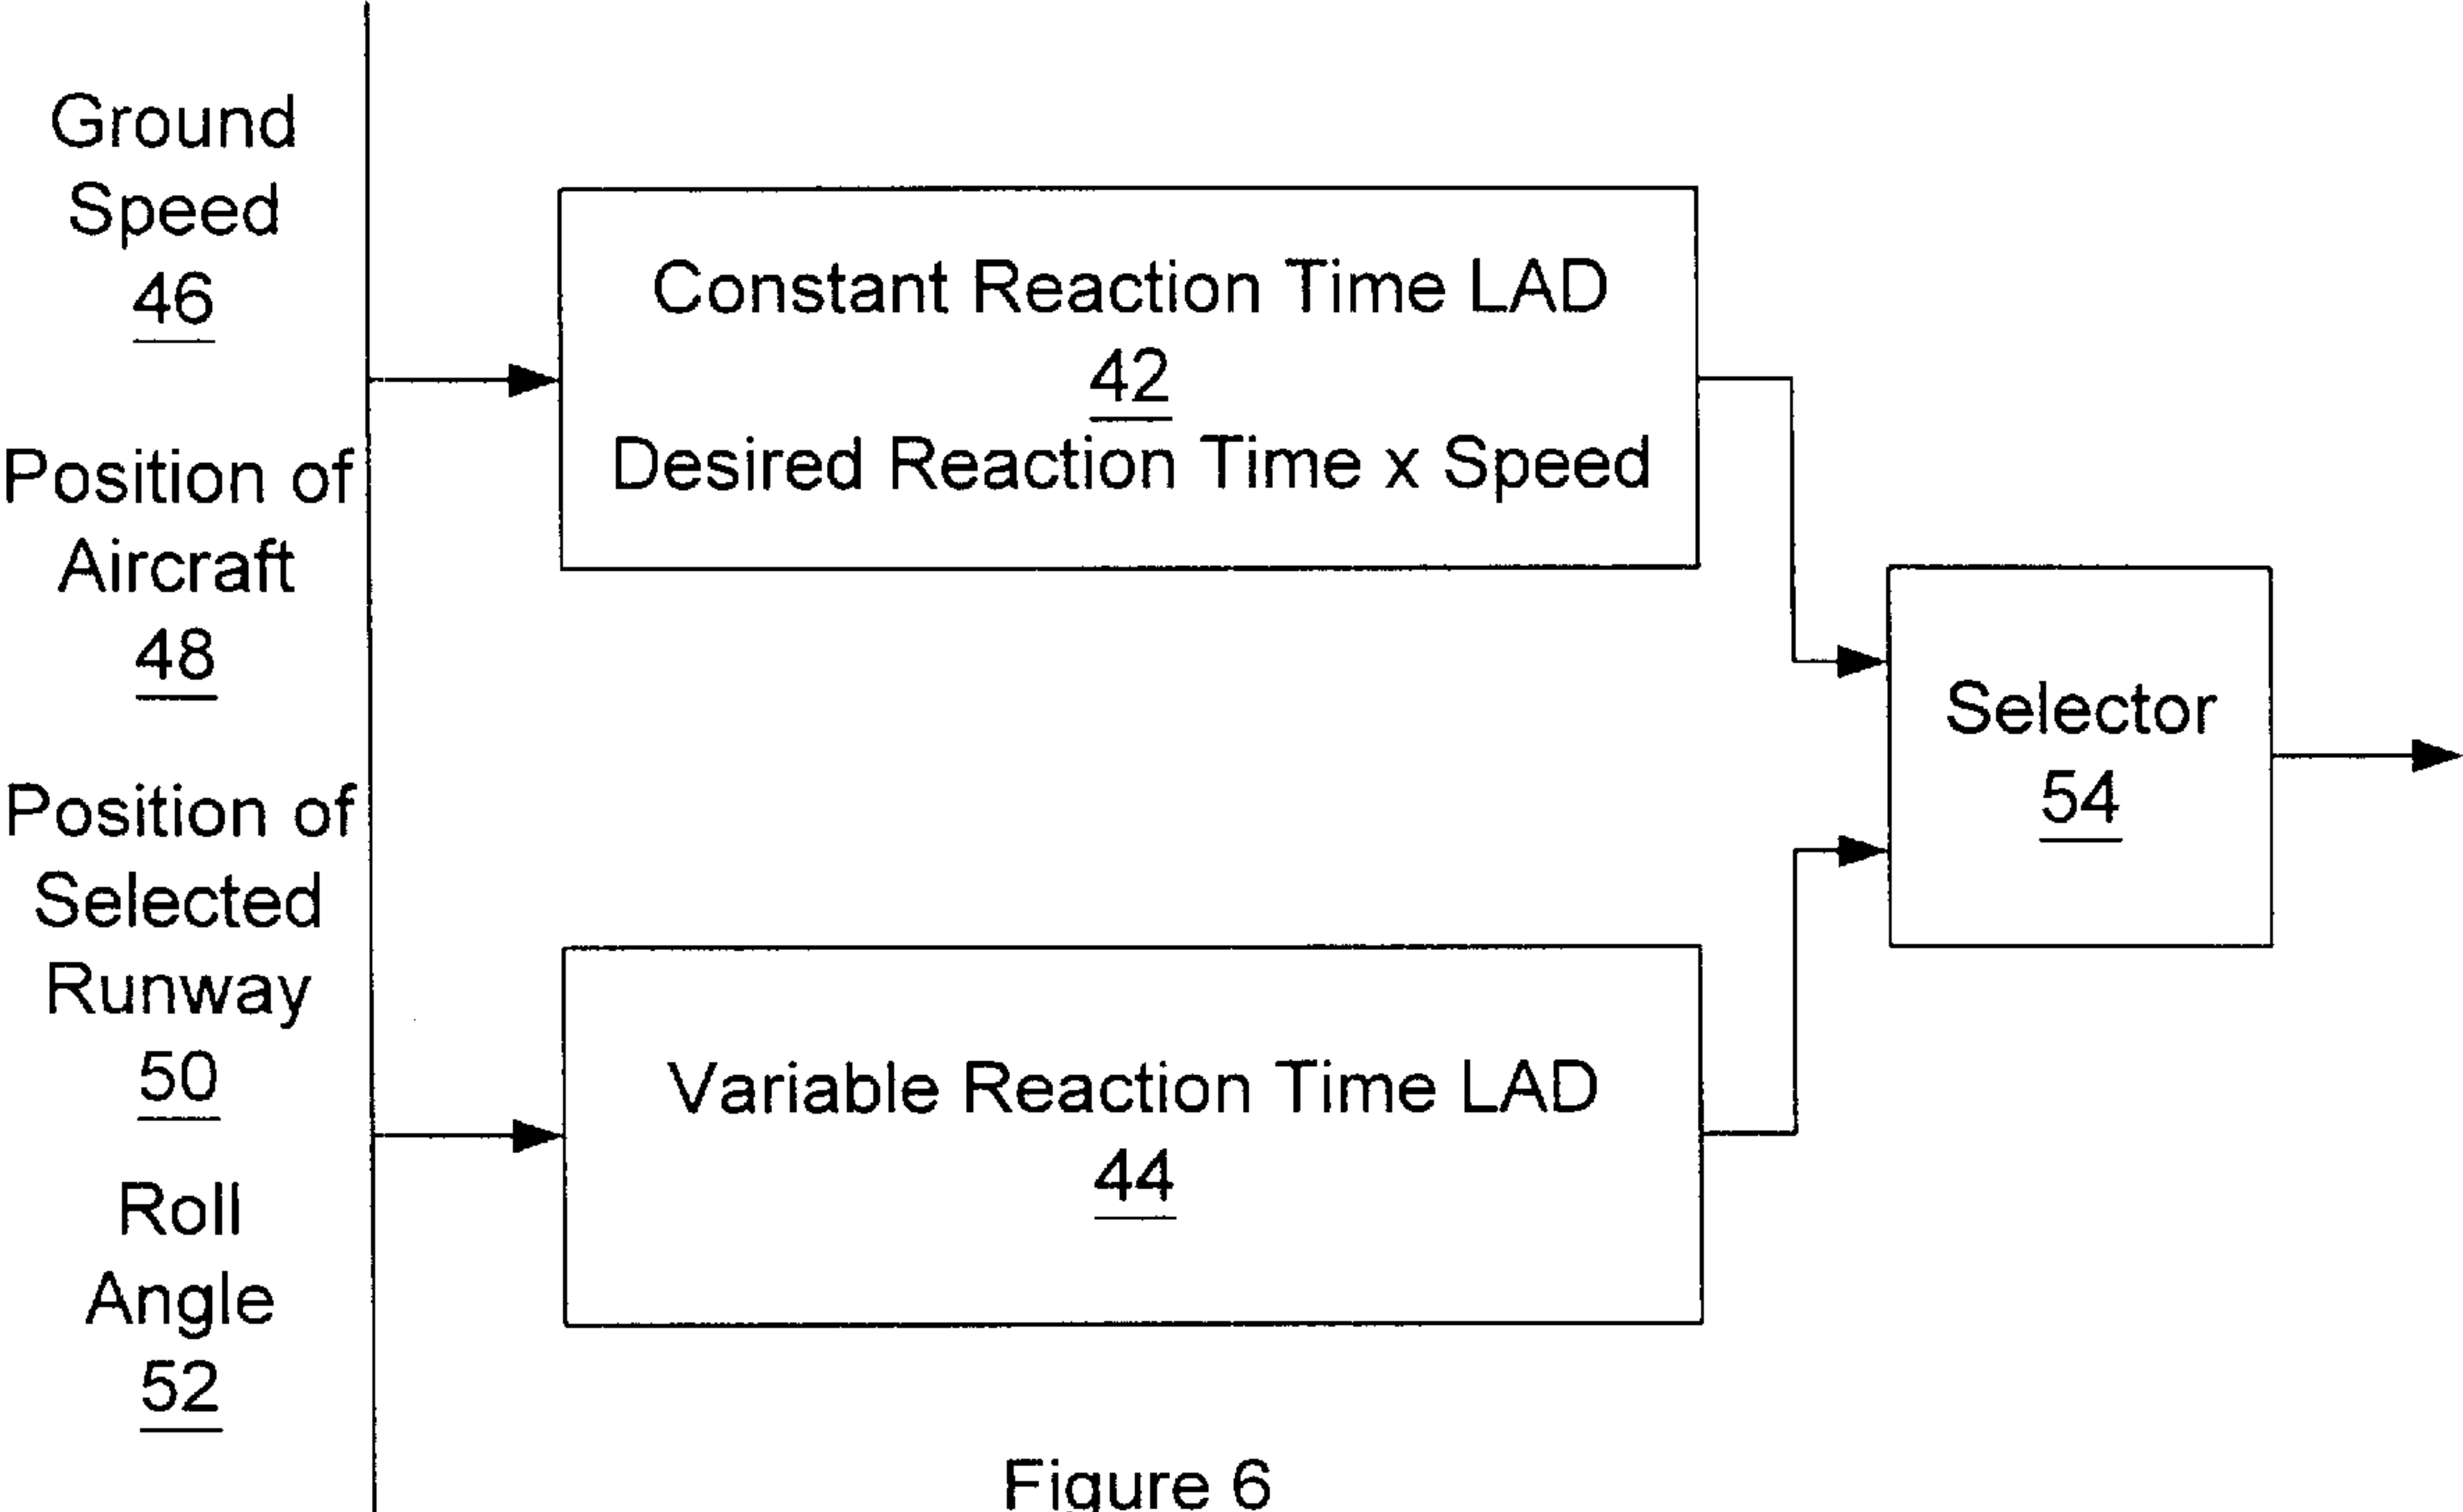 Ground
Speed
46
Position of
Aircraft
48
Position of
Selected
Runway
50
Roll
Angle
52
Constant Reaction Time LAD
42
Desired Reaction Time x Speed
Variable Reaction Time LAD
44
Selector
54
Figure 6